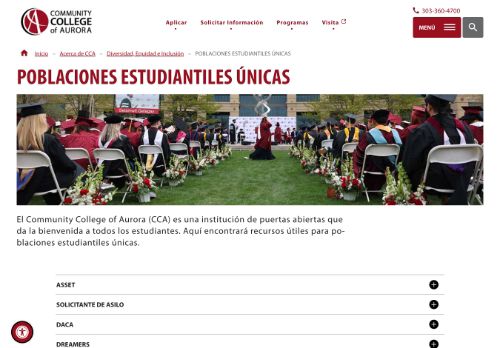 COMMUNITY
COLLEGE
of AURORA
303-360-4700
Aplicar
Solicitar Información
Programas
Visita
MENÚ
Inicio – Acerca de CCA – Diversidad, Equidad e Inclusión – POBLACIONES ESTUDIANTILES ÚNICAS
POBLACIONES ESTUDIANTILES ÚNICAS
El Community College of Aurora (CCA) es una institución de puertas abiertas que
da la bienvenida a todos los estudiantes. Aquí encontrará recursos útiles para po-
blaciones estudiantiles únicas.
ASSET
SOLICITANTE DE ASILO
DACA
DREAMERS